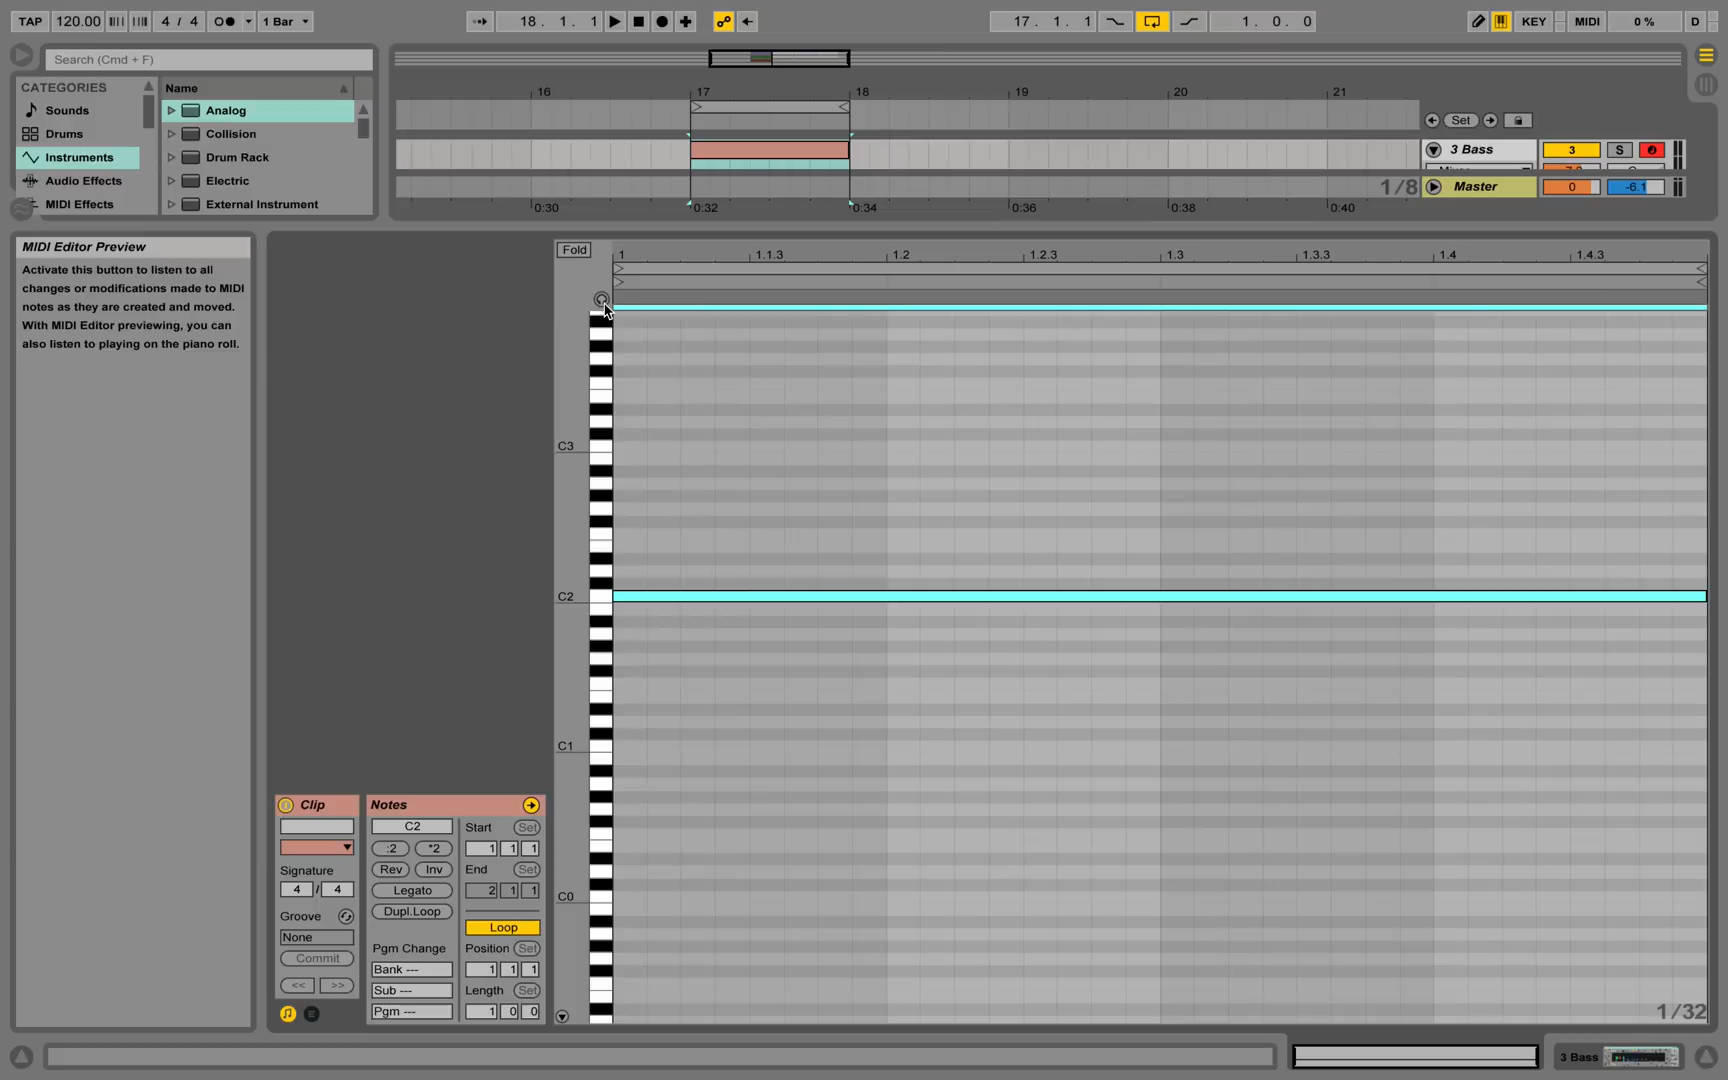 TAP 120.00 4 / 4 1 Bar 18. 1. 1 17. 1. 1 1. 0. 0 KEY MIDI 0 % D
Search (Cmd + F)
CATEGORIES
Sounds
Drums
Instruments
Audio Effects
MIDI Effects
Name
Analog
Collision
Drum Rack
Electric
External Instrument
16 17 18 19 20 21
Set
3 Bass 3 S
1/8 Master 0 -6.1
0:30 0:32 0:34 0:36 0:38 0:40
MIDI Editor Preview
Activate this button to listen to all
changes or modifications made to MIDI
notes as they are created and moved.
With MIDI Editor previewing, you can
also listen to playing on the piano roll.
Fold 1 1.1.3 1.2 1.2.3 1.3 1.3.3 1.4 1.4.3
C3
C2
C1
C0
Clip
Signature
4 / 4
Groove
None
Commit
<< >>
Notes
C2
:2 *2
Rev Inv
Legato
Dupl.Loop
Pgm Change
Bank ---
Sub ---
Pgm ---
Start Set
1 1 1
End Set
2 1 1
Loop
Position Set
1 1 1
Length Set
1 0 0
1/32
3 Bass